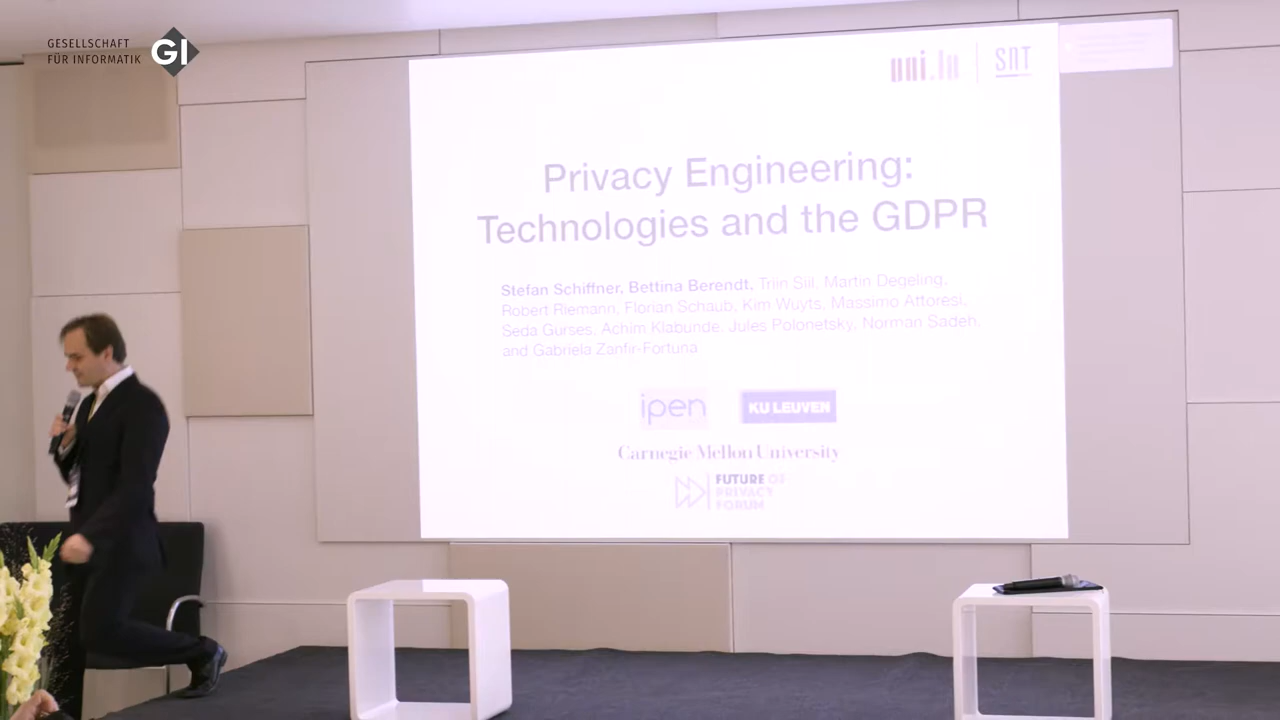 GESELLSCHAFT
FÜR INFORMATIK
GI
uni.lu
SNT
Privacy Engineering:
Technologies and the GDPR
Stefan Schiffner, Bettina Berendt, Triin Siil, Martin Degeling,
Robert Riemann, Florian Schaub, Kim Wuyts, Massimo Attoresi,
Seda Gürses, Achim Klabunde, Jules Polonetsky, Norman Sadeh,
and Gabriela Zanfir-Fortuna
ipen
KU LEUVEN
Carnegie Mellon University
FUTURE OF
PRIVACY
FORUM